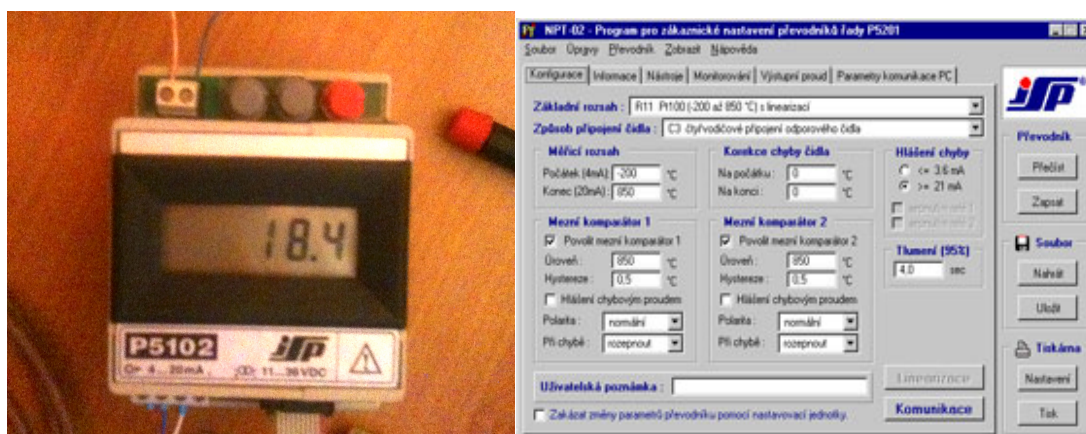 18.4
P5102
JSP
4...20mA
11...36 VDC
NPT-02 - Program pro zákaznické nastavení převodníků řady P5201
Soubor Úpravy Převodník Zobrazit Nápověda
Konfigurace Informace Nástroje Monitorování Výstupní proud Parametry komunikace PC
Základní rozsah : R11 Pt100 (-200 až 850 °C) s linearizací
Způsob připojení čidla : C3 čtyřvodičové připojení odporového čidla
Měřicí rozsah
Počátek (4mA): -200 °C
Konec (20mA): 850 °C
Korekce chyby čidla
Na počátku : 0 °C
Na konci : 0 °C
Hlášení chyby
<= 3.6 mA
>= 21 mA
Mezní komparátor 1
Povolit mezní komparátor 1
Úroveň : 850 °C
Hystereze : 0,5 °C
Hlášení chybovým proudem
Polarita : normální
Při chybě : rozepnout
Mezní komparátor 2
Povolit mezní komparátor 2
Úroveň : 850 °C
Hystereze : 0,5 °C
Hlášení chybovým proudem
Polarita : normální
Při chybě : rozepnout
Tlumení (95%)
4,0 sec
Uživatelská poznámka :
Zakázat změny parametrů převodníku pomocí nastavovací jednotky.
Linearizace
Komunikace
JSP
Převodník
Přečíst
Zapsat
Soubor
Nahrát
Uložit
Tiskárna
Nastavení
Tisk